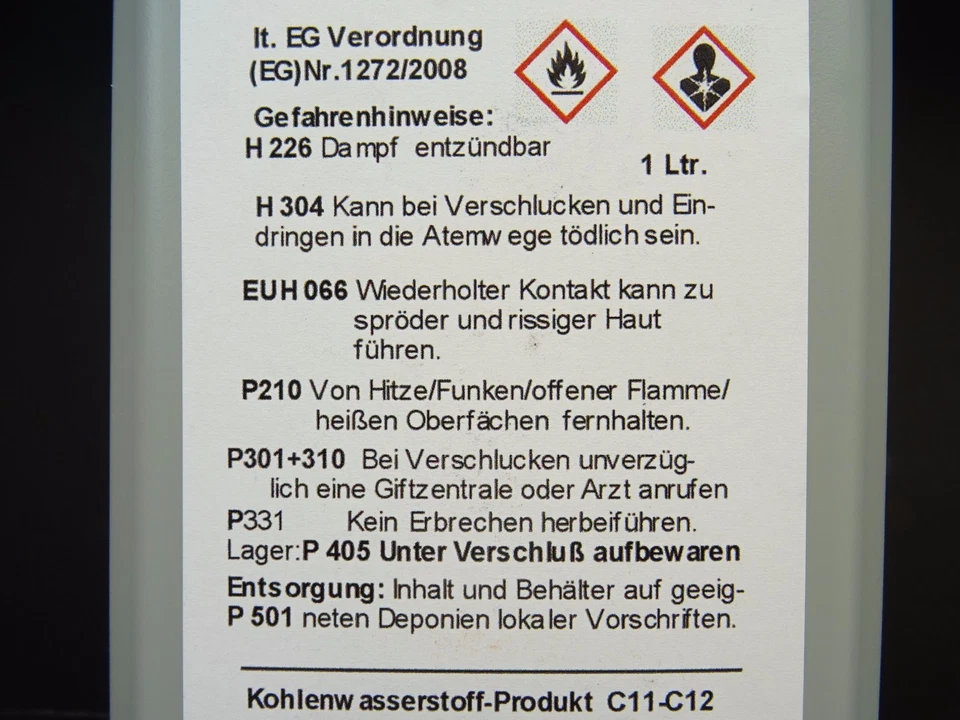 lt. EG Verordnung
(EG)Nr.1272/2008
Gefahrenhinweise:
H 226 Dampf entzündbar
1 Ltr.
H 304 Kann bei Verschlucken und Ein-
dringen in die Atemwege tödlich sein.
EUH 066 Wiederholter Kontakt kann zu
spröder und rissiger Haut
führen.
P210 Von Hitze/Funken/offener Flamme/
heißen Oberfächen fernhalten.
P301+310 Bei Verschlucken unverzüg-
lich eine Giftzentrale oder Arzt anrufen
P331 Kein Erbrechen herbeiführen.
Lager:P 405 Unter Verschluß aufbewaren
Entsorgung: Inhalt und Behälter auf geeig-
P 501 neten Deponien lokaler Vorschriften.
Kohlenwasserstoff-Produkt C11-C12